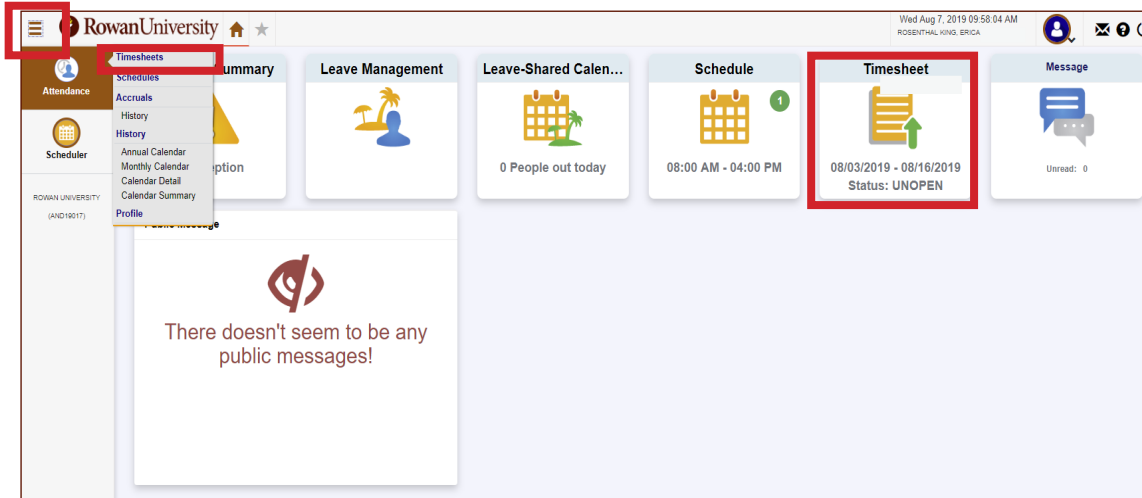 RowanUniversity
Wed Aug 7, 2019 09:58:04 AM
ROSENTHAL KING, ERICA
Attendance
Scheduler
ROWAN UNIVERSITY
(AND19017)
Timesheets
Schedules
Accruals
History
History
Annual Calendar
Monthly Calendar
Calendar Detail
Calendar Summary
Profile
ummary
ption
Leave Management
Leave-Shared Calen...
0 People out today
Schedule
1
08:00 AM - 04:00 PM
Timesheet
08/03/2019 - 08/16/2019
Status: UNOPEN
Message
Unread: 0
Public Message
There doesn't seem to be any
public messages!